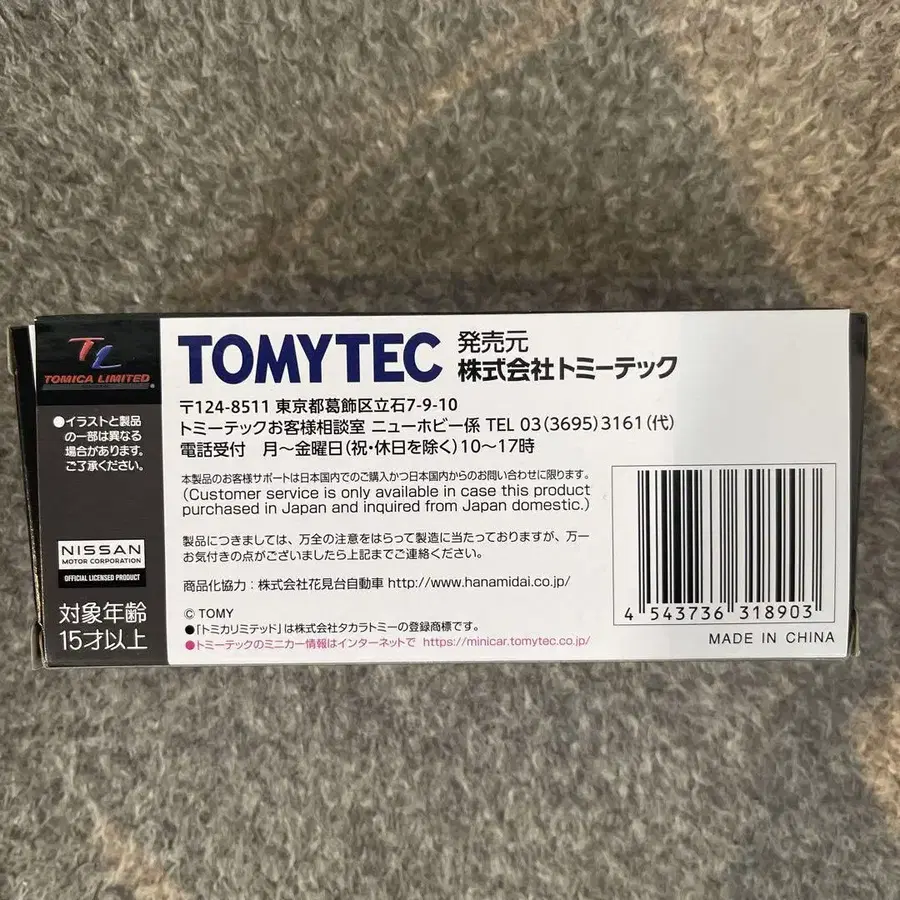 TL
TOMICA LIMITED
●イラストと製品
の一部は異なる
場合があります。
ご了承ください。
NISSAN
MOTOR CORPORATION
OFFICIAL LICENSED PRODUCT
対象年齢
15才以上
TOMYTEC
発売元
株式会社トミーテック
〒124-8511 東京都葛飾区立石7-9-10
トミーテックお客様相談室 ニューホビー係 TEL 03(3695)3161(代)
電話受付 月〜金曜日(祝・休日を除く)10〜17時
本製品のお客様サポートは日本国内でのご購入かつ日本国内からのお問い合わせに限ります。
(Customer service is only available in case this product
purchased in Japan and inquired from Japan domestic.)
製品につきましては、万全の注意をはらって製造に当たっておりますが、万一
お気付きの点がございましたら上記までご連絡ください。
商品化協力：株式会社花見台自動車 http://www.hanamidai.co.jp/
© TOMY
●「トミカリミテッド」は株式会社タカラトミーの登録商標です。
●トミーテックのミニカー情報はインターネットで https://minicar.tomytec.co.jp/
4 543736 318903
MADE IN CHINA